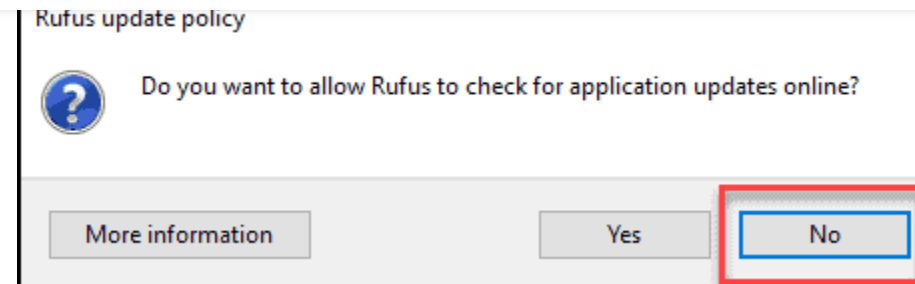 Rufus update policy
Do you want to allow Rufus to check for application updates online?
More information
Yes
No